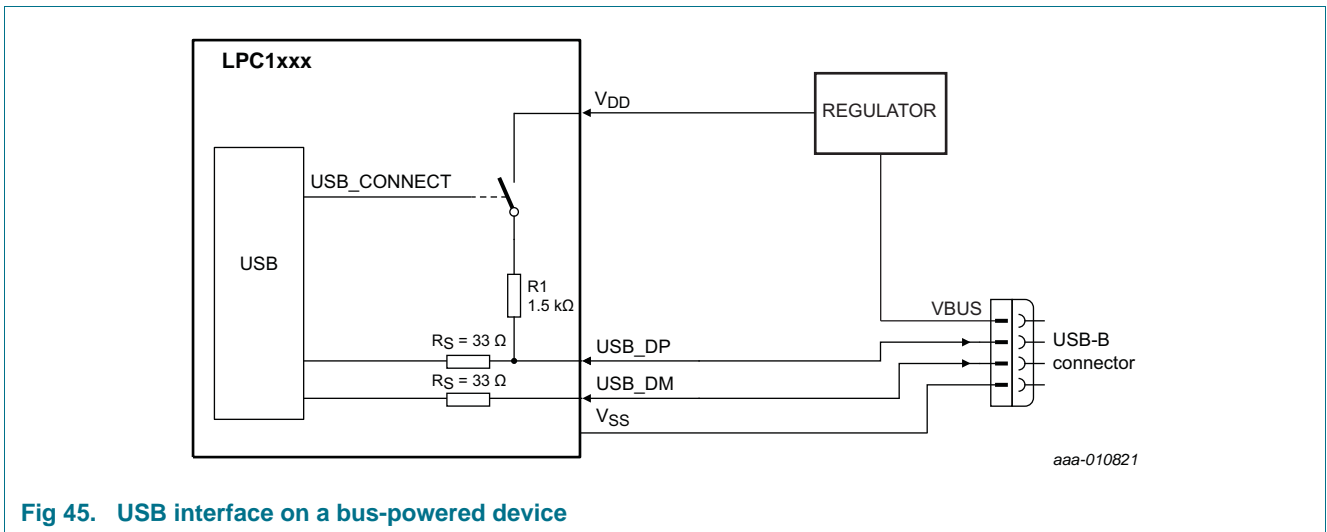 LPC1xxx
VDD
REGULATOR
USB_CONNECT
USB
R1
1.5 kΩ
VBUS
RS = 33 Ω
USB_DP
USB-B
connector
RS = 33 Ω
USB_DM
VSS
aaa-010821
Fig 45. USB interface on a bus-powered device